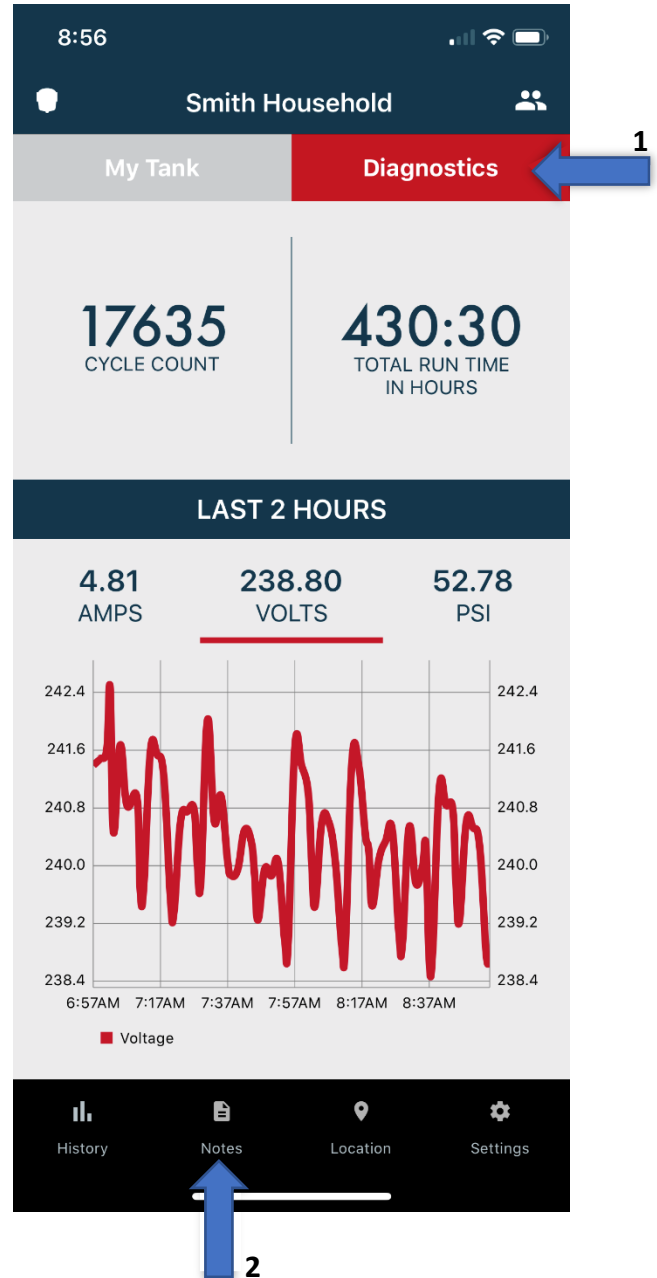 8:56
Smith Household
1
My Tank Diagnostics
17635 430:30
CYCLE COUNT TOTAL RUN TIME
IN HOURS
LAST 2 HOURS
4.81 238.80 52.78
AMPS VOLTS PSI
242.4 242.4
241.6 241.6
240.8 240.8
240.0 240.0
239.2 239.2
238.4 238.4
6:57AM 7:17AM 7:37AM 7:57AM 8:17AM 8:37AM
Voltage
History Notes Location Settings
2